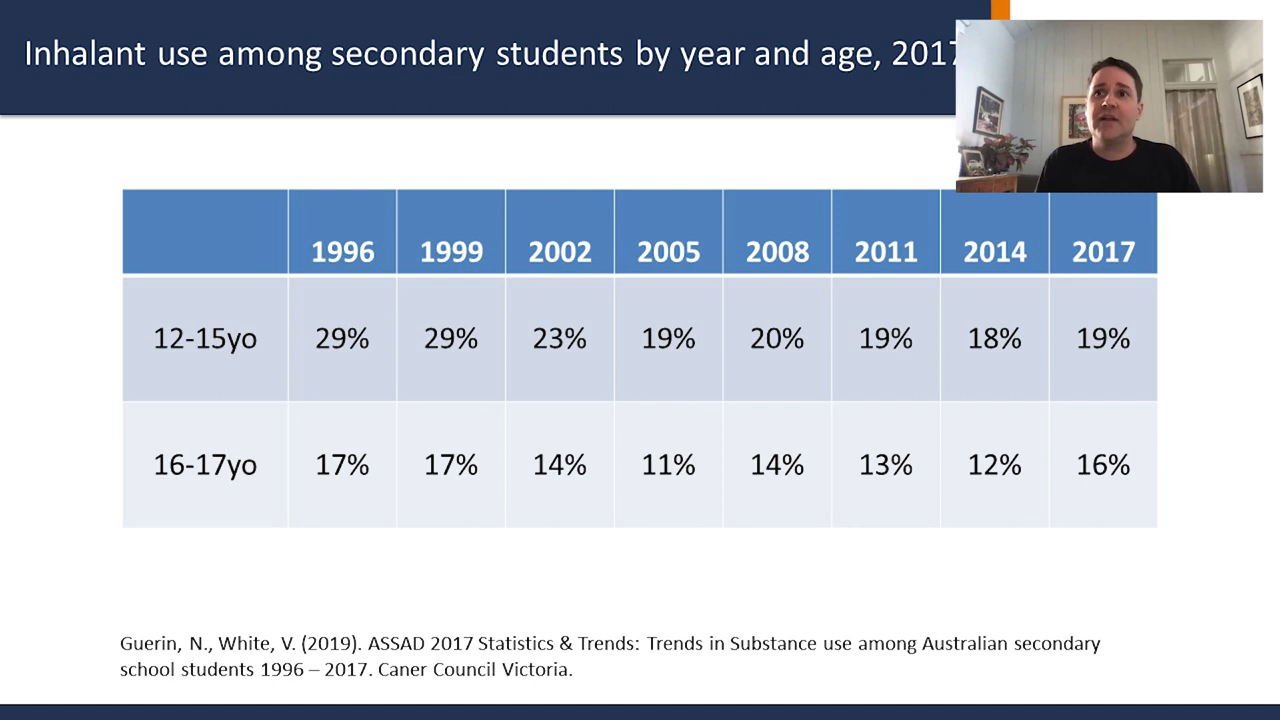 Inhalant use among secondary students by year and age, 2017
1996 1999 2002 2005 2008 2011 2014 2017
12-15yo 29% 29% 23% 19% 20% 19% 18% 19%
16-17yo 17% 17% 14% 11% 14% 13% 12% 16%
Guerin, N., White, V. (2019). ASSAD 2017 Statistics & Trends: Trends in Substance use among Australian secondary
school students 1996 – 2017. Caner Council Victoria.